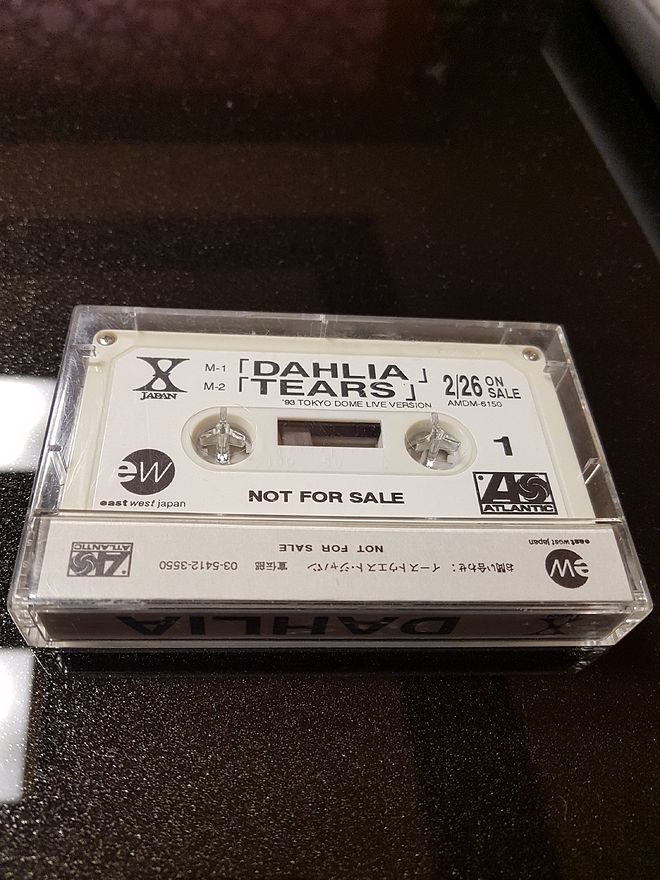 X
JAPAN
M-1「DAHLIA」
M-2「TEARS」
'93 TOKYO DOME LIVE VERSION
2/26 ON SALE
AMDM-6150
1
ew
east west japan
NOT FOR SALE
ATLANTIC
ew
east west japan
NOT FOR SALE
お問い合わせ:イーストウエスト・ジャパン 宣伝部 03-5412-3550
ATLANTIC
X
DAHLIA